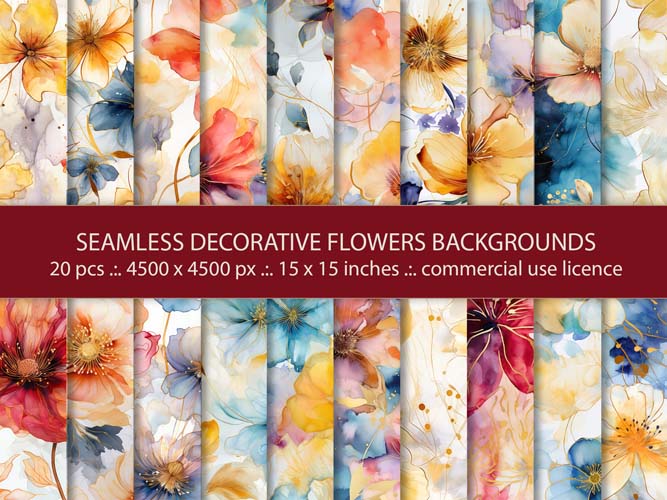 SEAMLESS DECORATIVE FLOWERS BACKGROUNDS
20 pcs .:. 4500 x 4500 px .:. 15 x 15 inches .:. commercial use licence